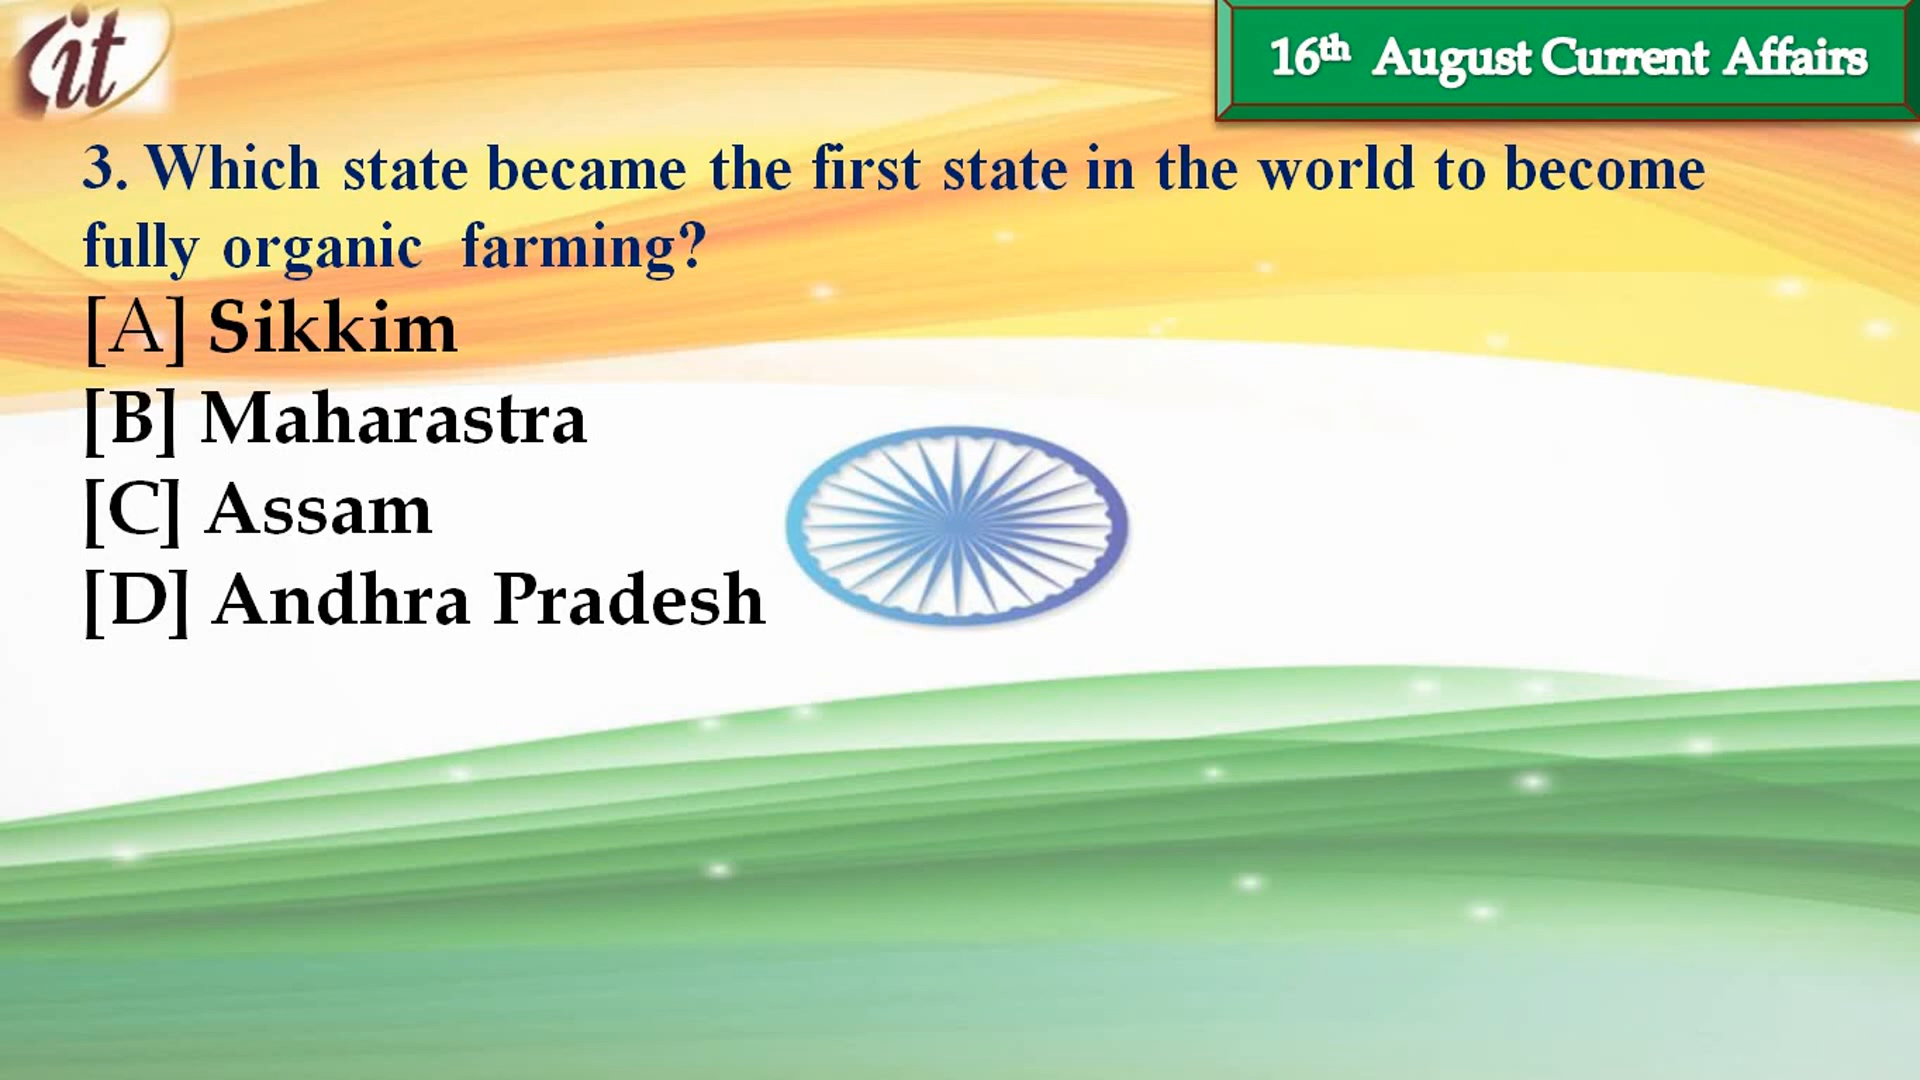 it
16th August Current Affairs
3. Which state became the first state in the world to become
fully organic farming?
[A] Sikkim
[B] Maharastra
[C] Assam
[D] Andhra Pradesh